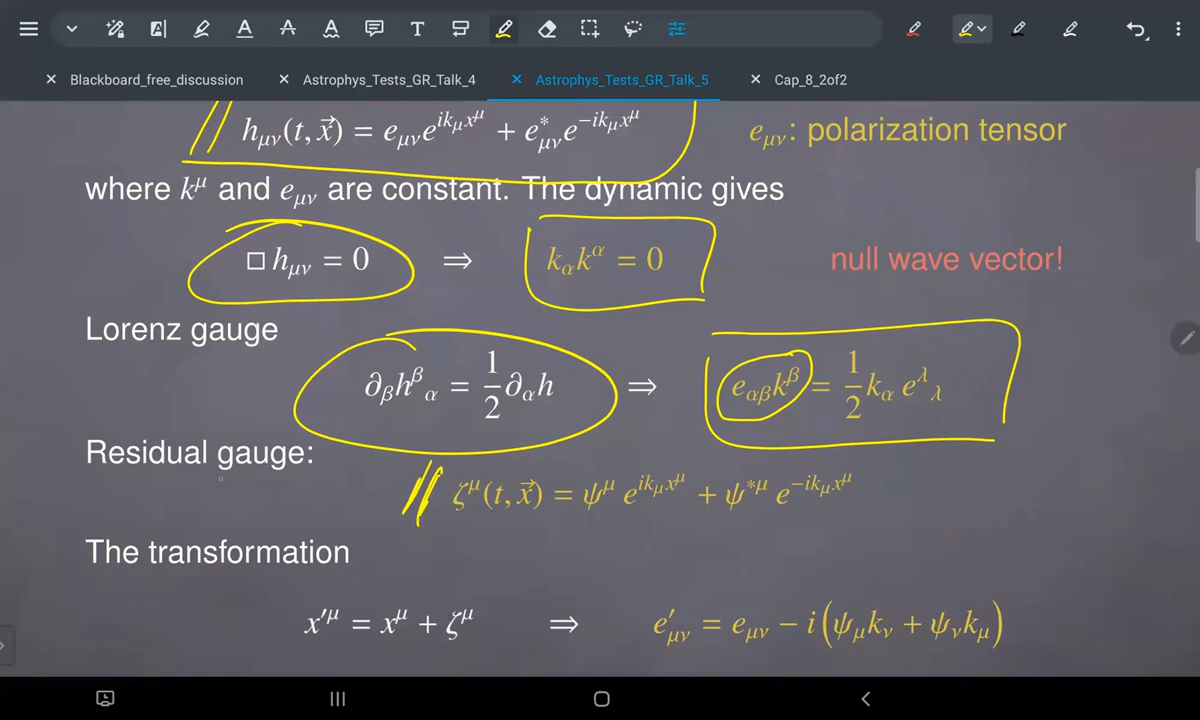 Blackboard_free_discussion Astrophys_Tests_GR_Talk_4 Astrophys_Tests_GR_Talk_5 Cap_8_2of2
h_{μν}(t, x⃗) = e_{μν}e^{ik_μx^μ} + e*_{μν}e^{−ik_μx^μ} e_{μν}: polarization tensor
where k^μ and e_{μν} are constant. The dynamic gives
□ h_{μν} = 0 ⇒ k_αk^α = 0 null wave vector!
Lorenz gauge
∂_βh^β_α = 1/2 ∂_αh ⇒ e_{αβ}k^β = 1/2 k_α e^λ_λ
Residual gauge:
ζ^μ(t, x⃗) = ψ^μ e^{ik_μx^μ} + ψ^{*μ} e^{−ik_μx^μ}
The transformation
x′^μ = x^μ + ζ^μ ⇒ e′_{μν} = e_{μν} − i(ψ_μk_ν + ψ_νk_μ)